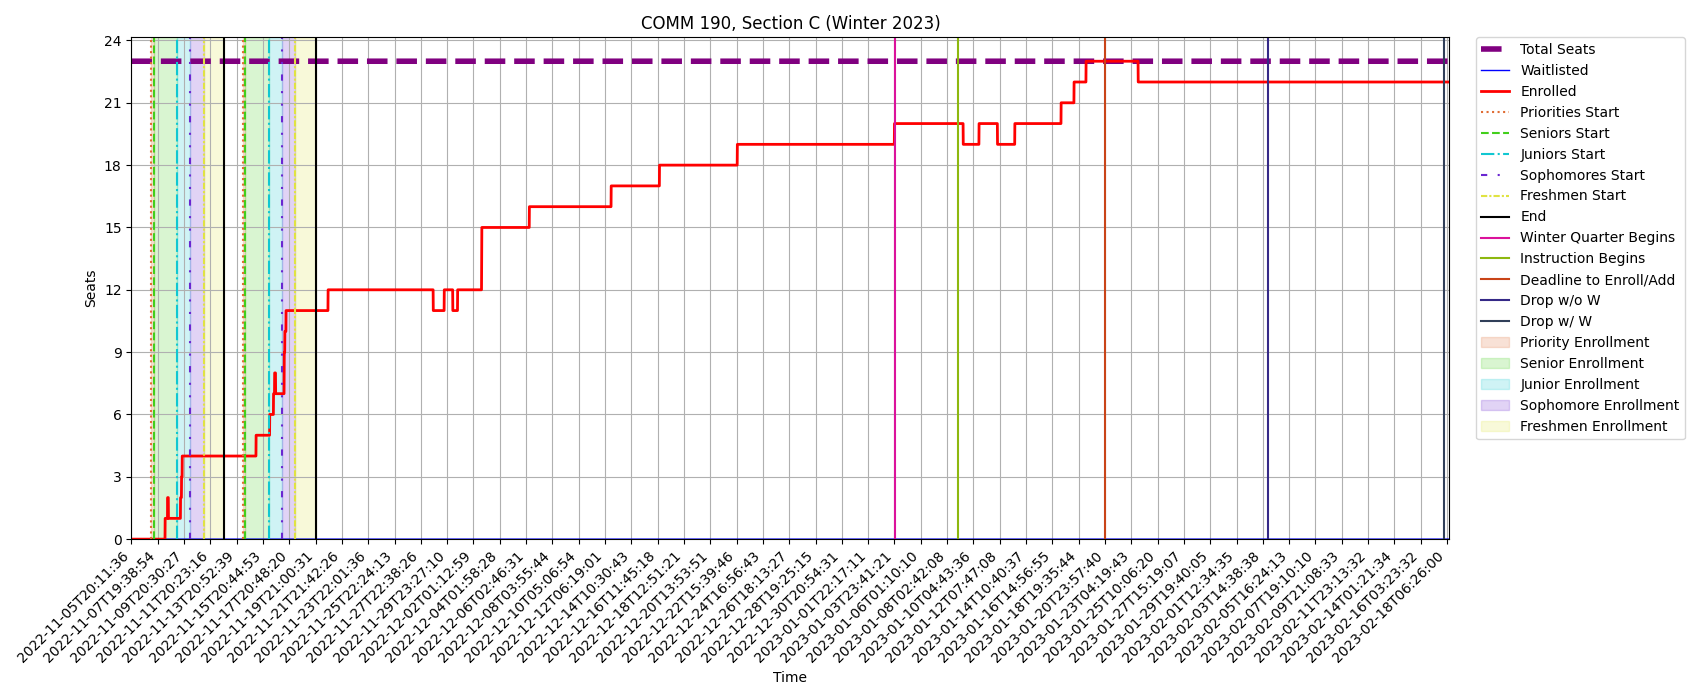 COMM 190, Section C (Winter 2023)
Seats
24
21
18
15
12
9
6
3
0
2022-11-05T20:11:36
2022-11-07T19:38:54
2022-11-09T20:30:27
2022-11-11T20:23:16
2022-11-13T20:52:39
2022-11-15T20:44:53
2022-11-17T20:48:20
2022-11-19T21:00:31
2022-11-21T21:42:26
2022-11-23T22:01:36
2022-11-25T22:24:13
2022-11-27T22:38:26
2022-11-29T23:27:10
2022-12-02T01:12:59
2022-12-04T01:58:28
2022-12-06T02:46:31
2022-12-08T03:55:44
2022-12-10T05:06:54
2022-12-12T06:19:01
2022-12-14T10:30:43
2022-12-16T11:45:18
2022-12-18T12:51:21
2022-12-20T13:53:51
2022-12-22T15:39:46
2022-12-24T16:56:43
2022-12-26T18:13:27
2022-12-28T19:25:15
2022-12-30T20:54:31
2023-01-01T22:17:11
2023-01-03T23:41:21
2023-01-06T01:10:10
2023-01-08T02:42:08
2023-01-10T04:43:36
2023-01-12T07:47:08
2023-01-14T10:40:37
2023-01-16T14:56:55
2023-01-18T19:35:44
2023-01-20T23:57:40
2023-01-23T04:19:43
2023-01-25T10:06:20
2023-01-27T15:19:07
2023-01-29T19:40:05
2023-02-01T12:34:35
2023-02-03T14:38:38
2023-02-05T16:24:13
2023-02-07T19:10:10
2023-02-09T21:08:33
2023-02-11T23:13:32
2023-02-14T01:21:34
2023-02-16T03:23:32
2023-02-18T06:26:00
Time
Total Seats
Waitlisted
Enrolled
Priorities Start
Seniors Start
Juniors Start
Sophomores Start
Freshmen Start
End
Winter Quarter Begins
Instruction Begins
Deadline to Enroll/Add
Drop w/o W
Drop w/ W
Priority Enrollment
Senior Enrollment
Junior Enrollment
Sophomore Enrollment
Freshmen Enrollment